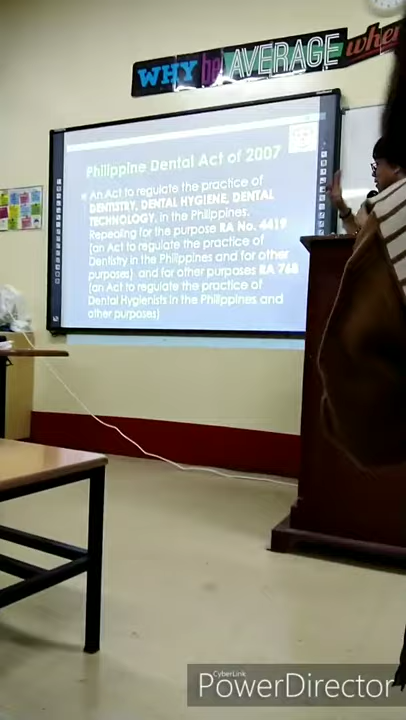 WHY be AVERAGE when
Philippine Dental Act of 2007
An Act to regulate the practice of
DENTISTRY, DENTAL HYGIENE, DENTAL
TECHNOLOGY, in the Philippines.
Repealing for the purpose RA No. 4419
(an Act to regulate the practice of
Dentistry in the Philippines and for other
purposes) and for other purposes RA 768
(an Act to regulate the practice of
Dental Hygienists in the Philippines and
other purposes)
CyberLink
PowerDirector